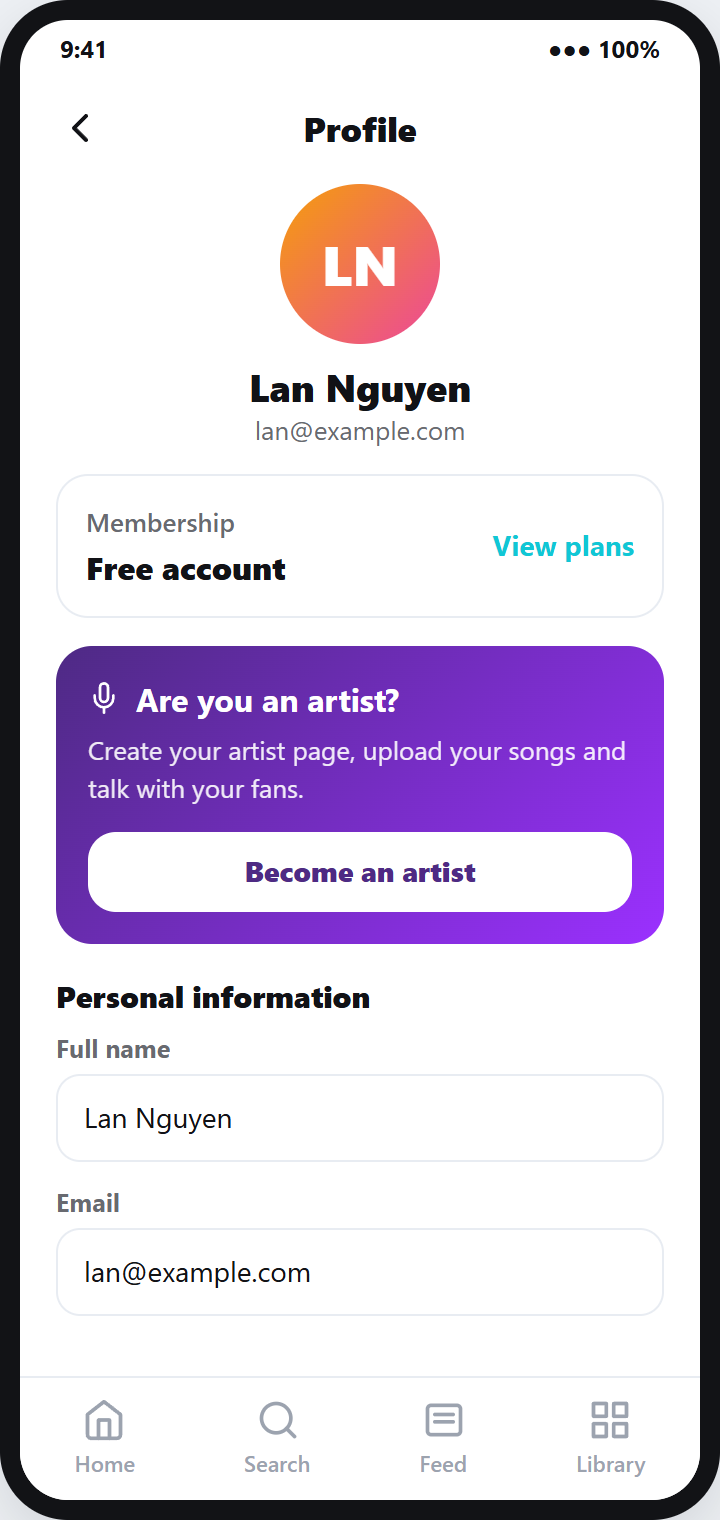 9:41
●●● 100%
Profile
LN
Lan Nguyen
lan@example.com
Membership
Free account
View plans
Are you an artist?
Create your artist page, upload your songs and
talk with your fans.
Become an artist
Personal information
Full name
Lan Nguyen
Email
lan@example.com
Home
Search
Feed
Library